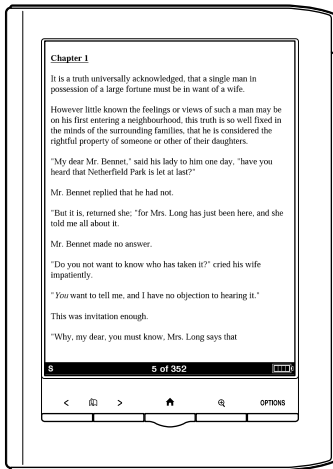 Chapter 1
It is a truth universally acknowledged, that a single man in
possession of a large fortune must be in want of a wife.
However little known the feelings or views of such a man may be
on his first entering a neighbourhood, this truth is so well fixed in
the minds of the surrounding families, that he is considered the
rightful property of someone or other of their daughters.
"My dear Mr. Bennet," said his lady to him one day, "have you
heard that Netherfield Park is let at last?"
Mr. Bennet replied that he had not.
"But it is, returned she; "for Mrs. Long has just been here, and she
told me all about it.
Mr. Bennet made no answer.
"Do you not want to know who has taken it?" cried his wife
impatiently.
"You want to tell me, and I have no objection to hearing it."
This was invitation enough.
"Why, my dear, you must know, Mrs. Long says that
S 5 of 352
< > OPTIONS